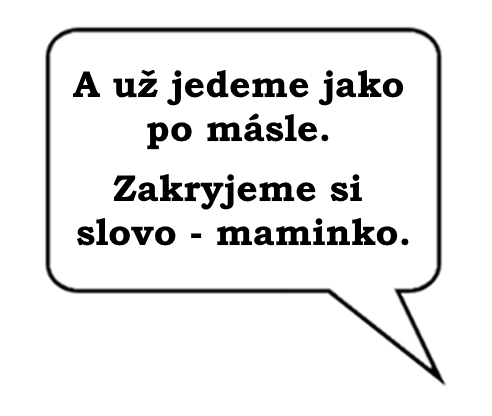 A už jedeme jako
po másle.
Zakryjeme si
slovo - maminko.